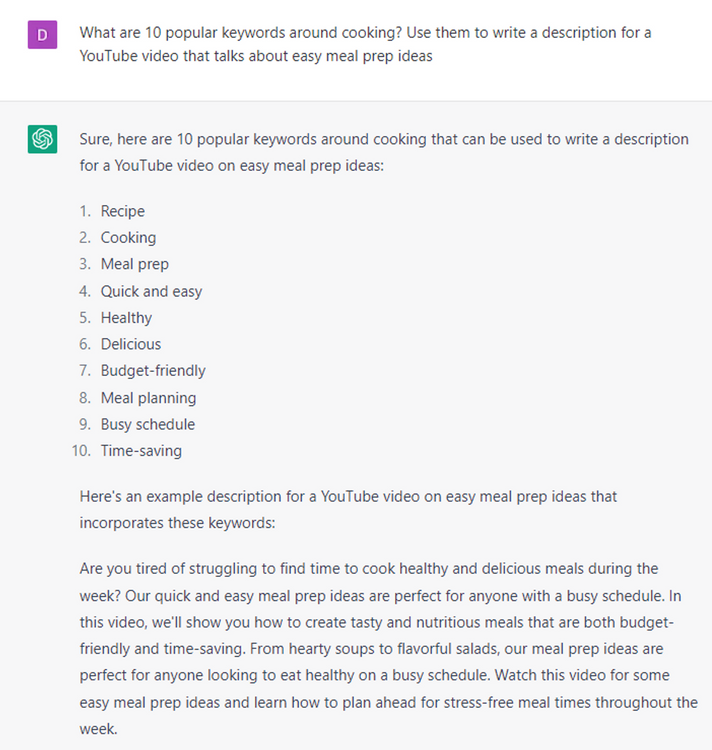 D
What are 10 popular keywords around cooking? Use them to write a description for a
YouTube video that talks about easy meal prep ideas
Sure, here are 10 popular keywords around cooking that can be used to write a description
for a YouTube video on easy meal prep ideas:
1. Recipe
2. Cooking
3. Meal prep
4. Quick and easy
5. Healthy
6. Delicious
7. Budget-friendly
8. Meal planning
9. Busy schedule
10. Time-saving
Here's an example description for a YouTube video on easy meal prep ideas that
incorporates these keywords:
Are you tired of struggling to find time to cook healthy and delicious meals during the
week? Our quick and easy meal prep ideas are perfect for anyone with a busy schedule. In
this video, we'll show you how to create tasty and nutritious meals that are both budget-
friendly and time-saving. From hearty soups to flavorful salads, our meal prep ideas are
perfect for anyone looking to eat healthy on a busy schedule. Watch this video for some
easy meal prep ideas and learn how to plan ahead for stress-free meal times throughout the
week.